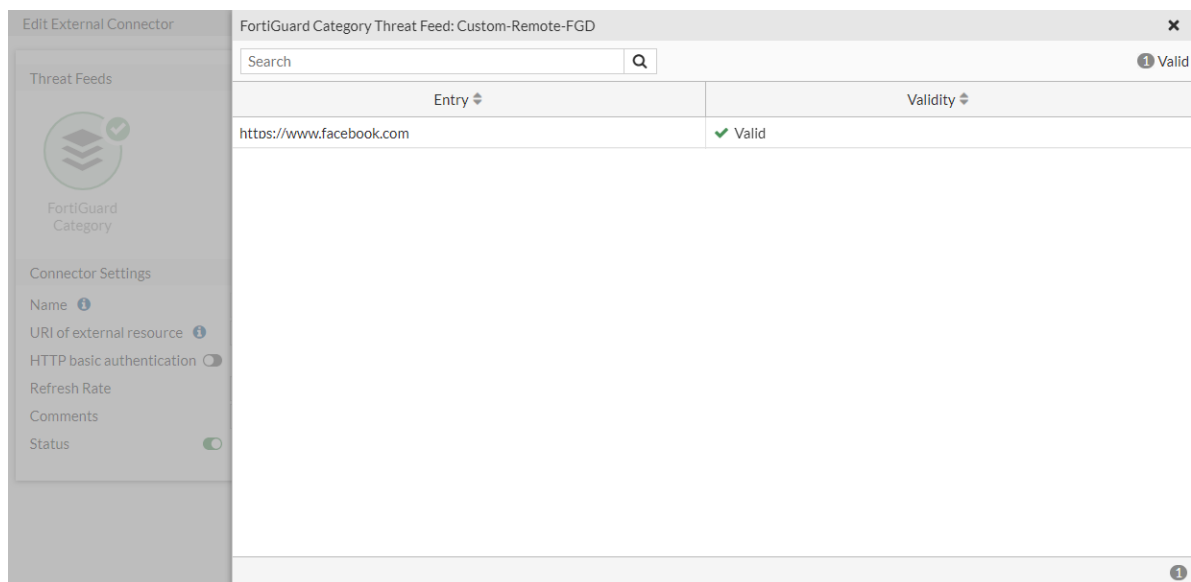 Edit External Connector
Threat Feeds
FortiGuard
Category
Connector Settings
Name
URI of external resource
HTTP basic authentication
Refresh Rate
Comments
Status
FortiGuard Category Threat Feed: Custom-Remote-FGD
Search
1 Valid
Entry Validity
https://www.facebook.com Valid
1